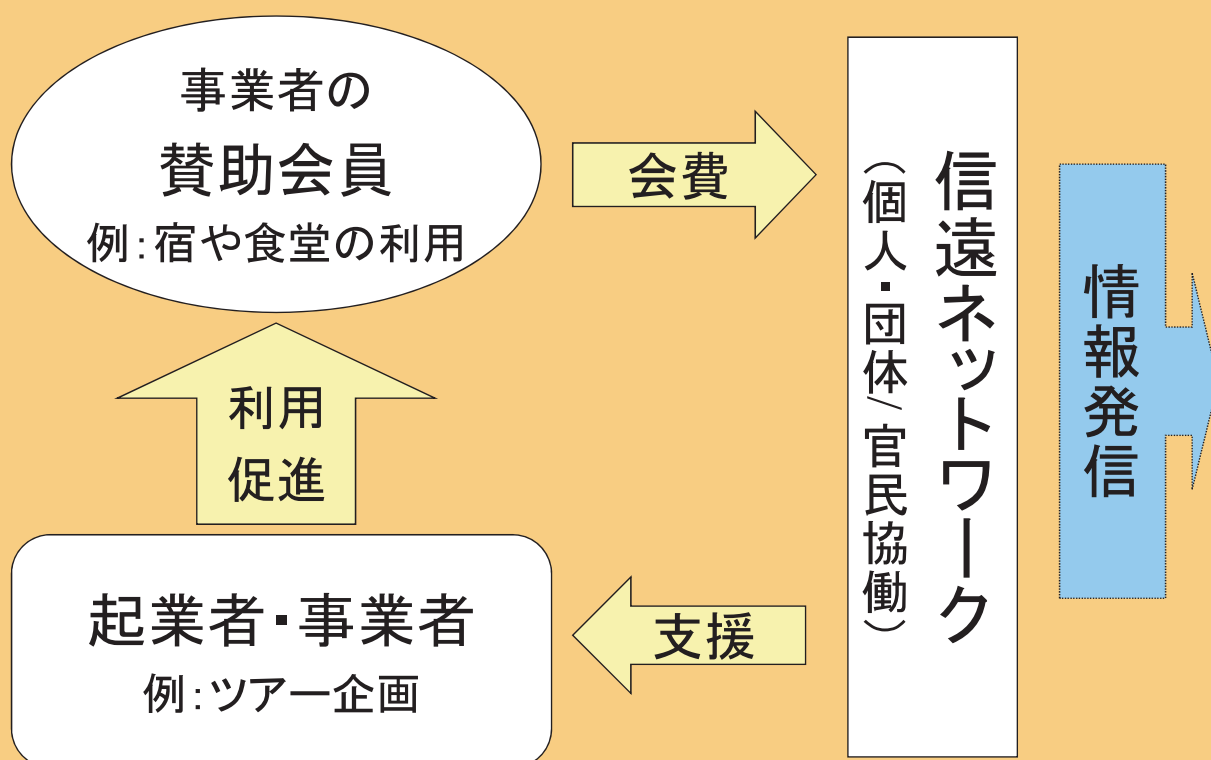 事業者の
賛助会員
例:宿や食堂の利用
会費
利用
促進
起業者・事業者
例:ツアー企画
支援
信遠ネットワーク
(個人・団体/官民協働)
情報発信